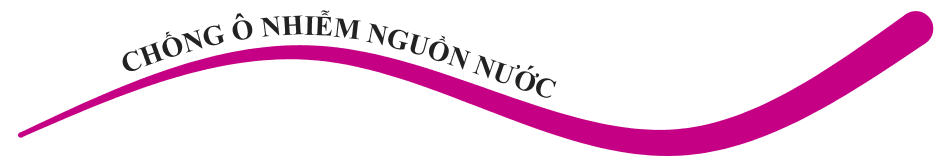 CHỐNG Ô NHIỄM NGUỒN NƯỚC